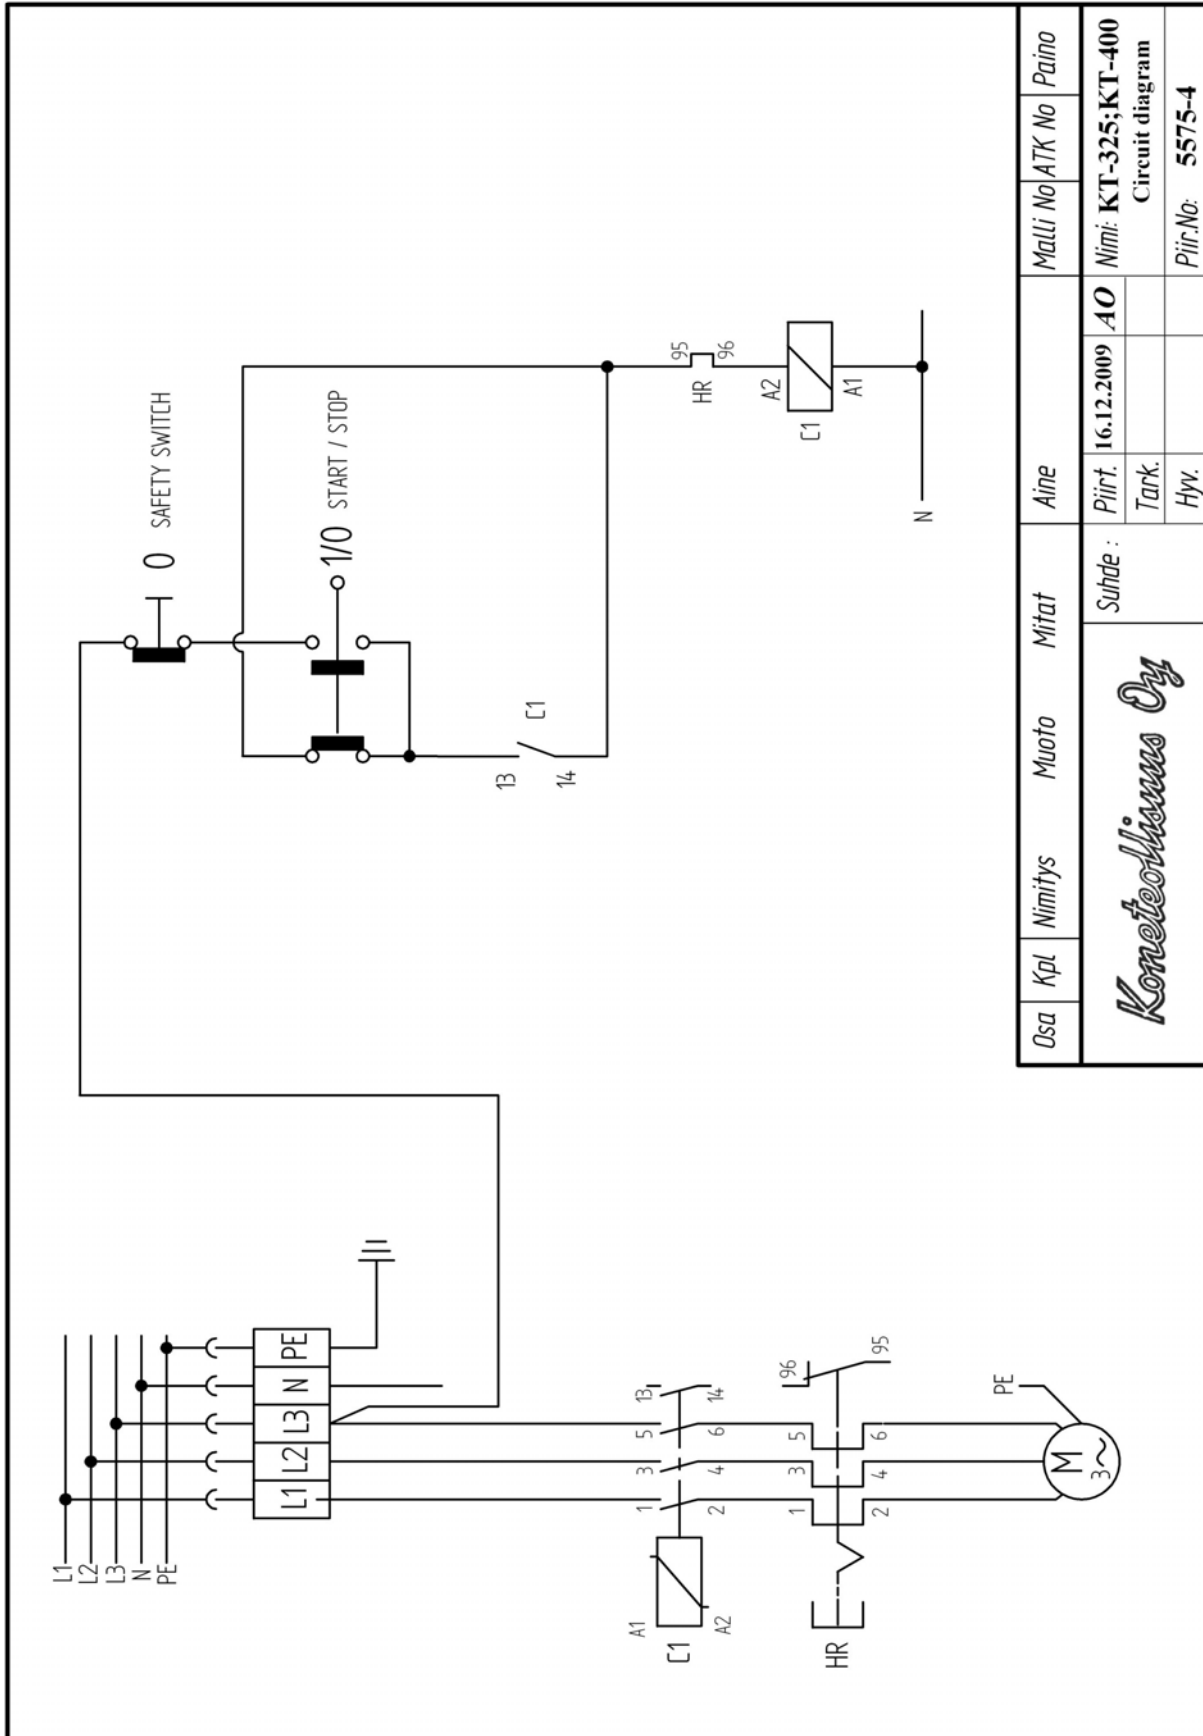 L1
L2
L3
N
PE
L1 L2 L3 N PE
A1
C1
A2
1 3 5 13
2 4 6 14
HR
1 3 5 96
2 4 6 95
M
3~
PE
0 SAFETY SWITCH
1/0 START / STOP
13 C1
14
95
HR
96
A2
C1
A1
N
Osa Kpl Nimitys Muoto Mitat Aine Malli No ATK No Paino
Koneteollisuus Oy
Suhde :
Piirt. 16.12.2009 AO
Tark.
Hyv.
Nimi: KT-325;KT-400
Circuit diagram
Piir.No: 5575-4